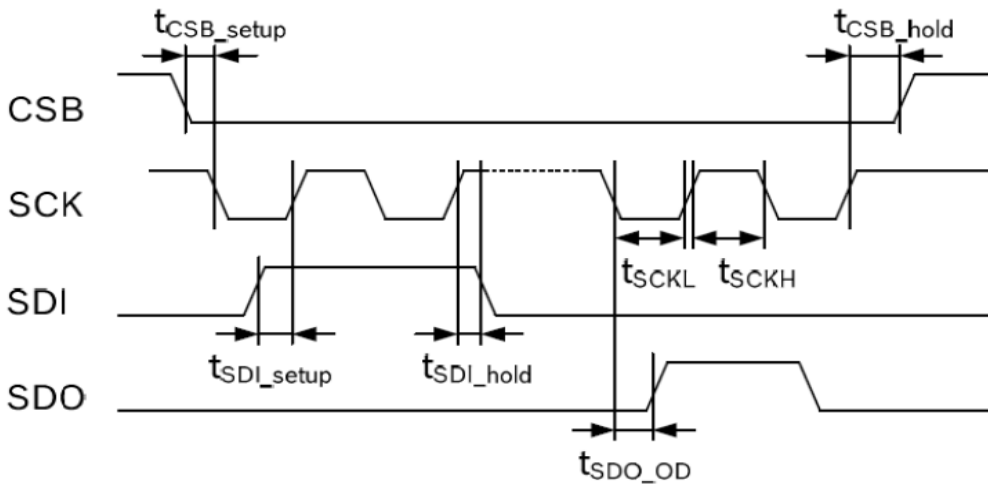 tCSB_setup
tCSB_hold
CSB
SCK
tSCKL
tSCKH
SDI
tSDI_setup
tSDI_hold
SDO
tSDO_OD